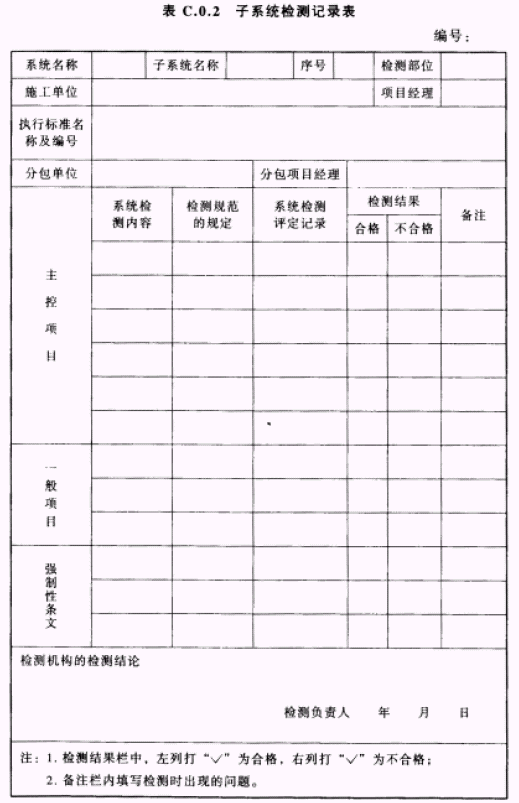 表 C.0.2 子系统检测记录表
编号：
系统名称 子系统名称 序号 检测部位
施工单位 项目经理
执行标准名
称及编号
分包单位 分包项目经理
系统检
测内容
检测规范
的规定
系统检测
评定记录
检测结果
合格 不合格
备注
主
控
项
目
一
般
项
目
强
制
性
条
文
检测机构的检测结论
检测负责人 年 月 日
注：1. 检测结果栏中，左列打“✓”为合格，右列打“✓”为不合格；
2. 备注栏内填写检测时出现的问题。